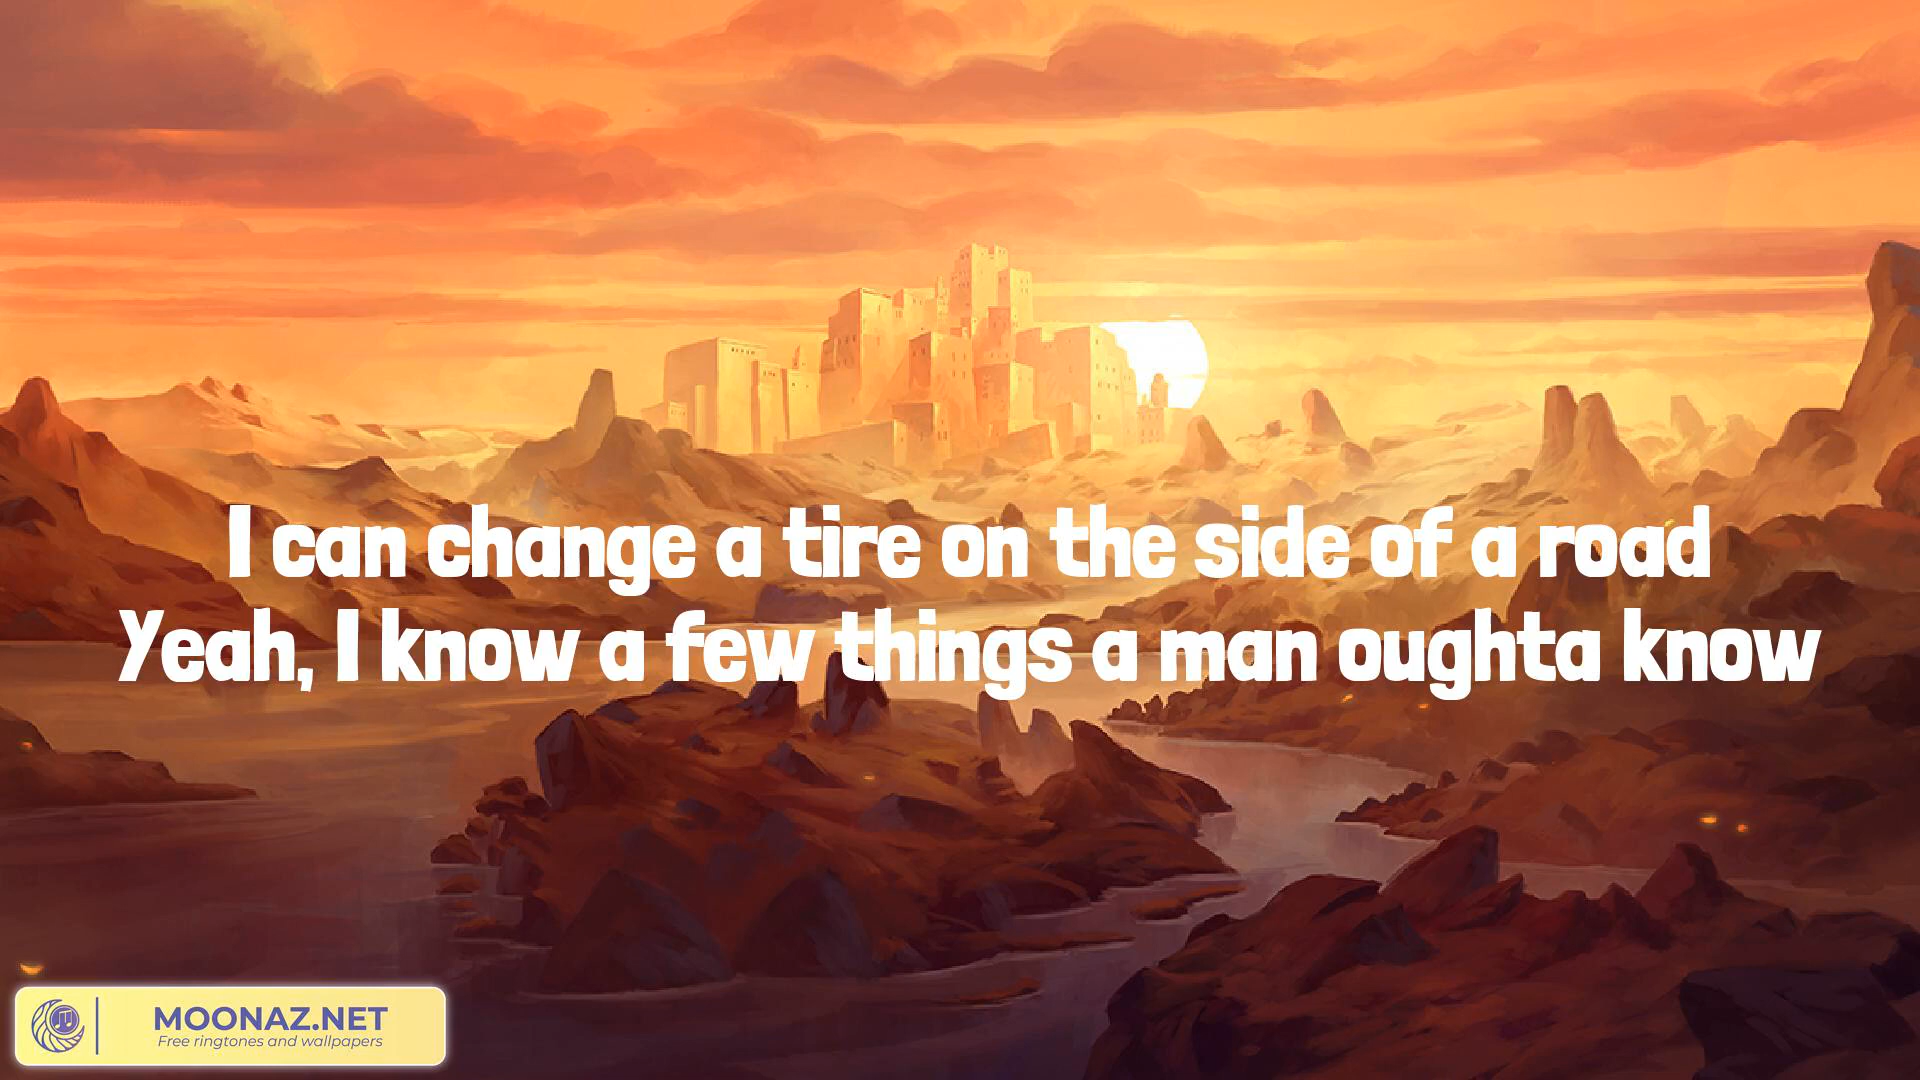 I can change a tire on the side of a road
Yeah, I know a few things a man oughta know
MOONAZ.NET
Free ringtones and wallpapers